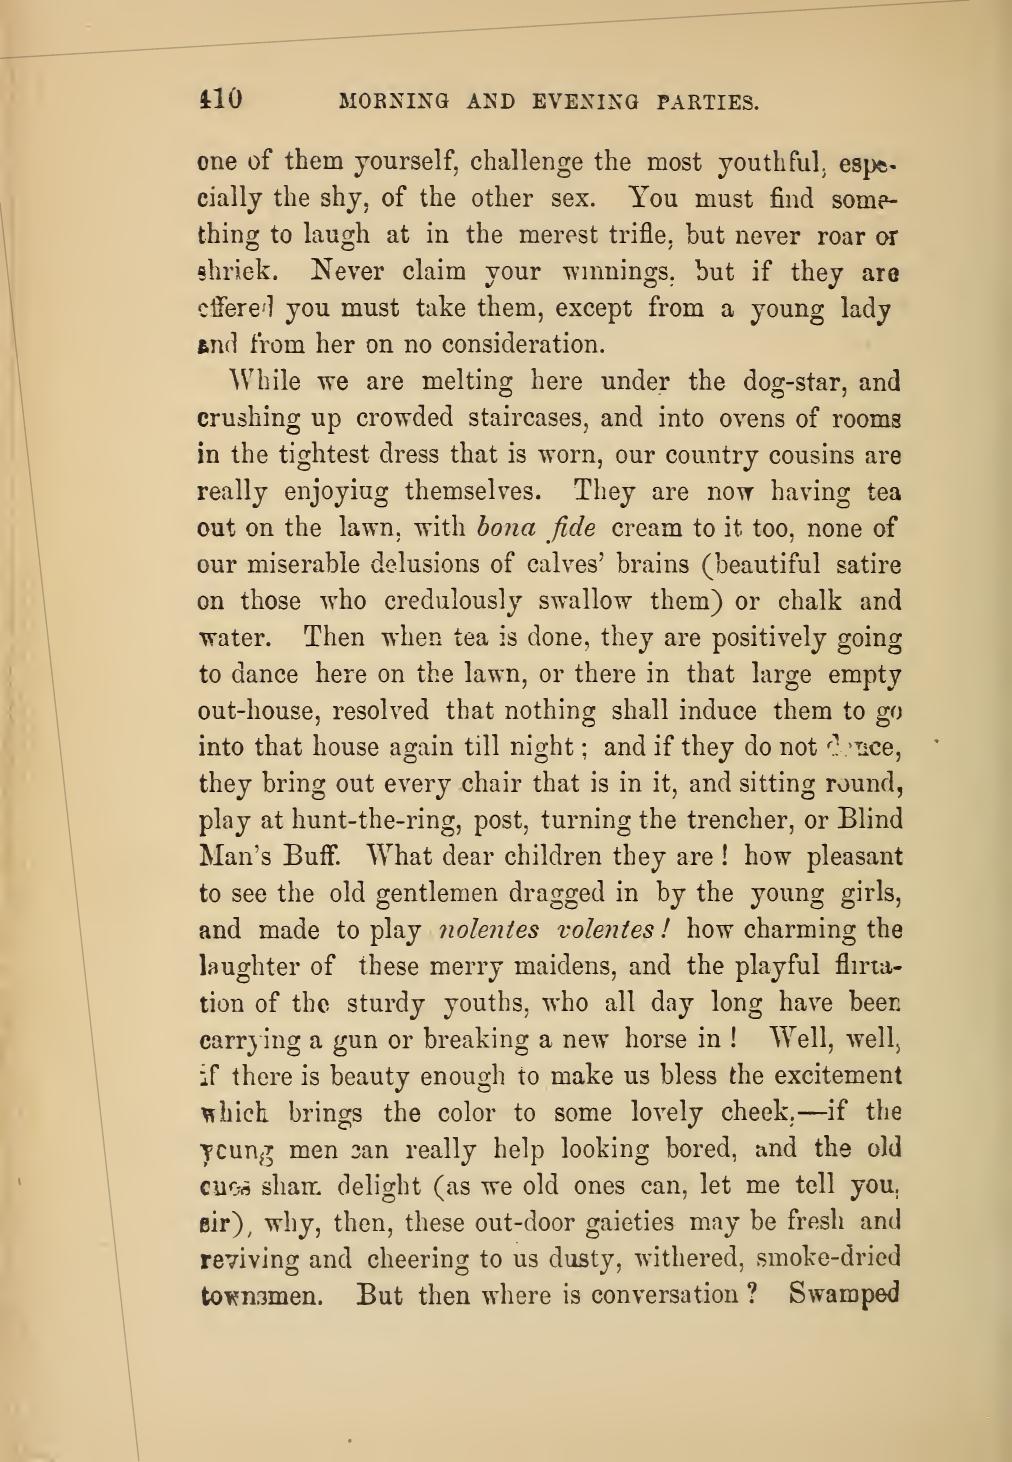 410 MORNING AND EVENING PARTIES.
one of them yourself, challenge the most youthful, espe-
cially the shy, of the other sex. You must find some-
thing to laugh at in the merest trifle, but never roar or
shriek. Never claim your winnings, but if they are
offered you must take them, except from a young lady
and from her on no consideration.
While we are melting here under the dog-star, and
crushing up crowded staircases, and into ovens of rooms
in the tightest dress that is worn, our country cousins are
really enjoying themselves. They are now having tea
out on the lawn, with bona fide cream to it too, none of
our miserable delusions of calves’ brains (beautiful satire
on those who credulously swallow them) or chalk and
water. Then when tea is done, they are positively going
to dance here on the lawn, or there in that large empty
out-house, resolved that nothing shall induce them to go
into that house again till night ; and if they do not dance,
they bring out every chair that is in it, and sitting round,
play at hunt-the-ring, post, turning the trencher, or Blind
Man’s Buff. What dear children they are ! how pleasant
to see the old gentlemen dragged in by the young girls,
and made to play nolentes volentes ! how charming the
laughter of these merry maidens, and the playful flirta-
tion of the sturdy youths, who all day long have been
carrying a gun or breaking a new horse in ! Well, well,
if there is beauty enough to make us bless the excitement
which brings the color to some lovely cheek,—if the
young men can really help looking bored, and the old
ones sham delight (as we old ones can, let me tell you,
sir), why, then, these out-door gaieties may be fresh and
reviving and cheering to us dusty, withered, smoke-dried
townsmen. But then where is conversation ? Swamped